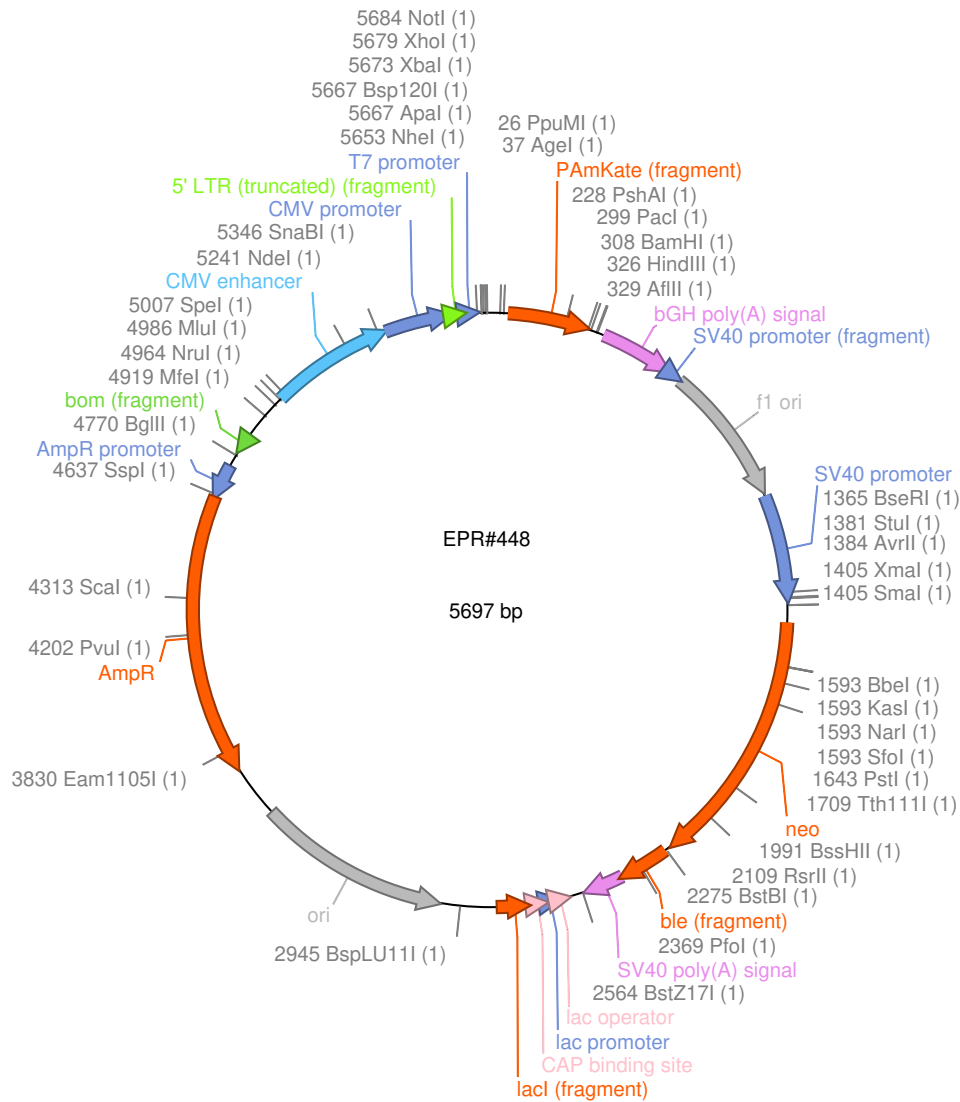 5684 NotI (1)
5679 XhoI (1)
5673 XbaI (1)
5667 Bsp120I (1)
5667 ApaI (1)
5653 NheI (1)
T7 promoter
5' LTR (truncated) (fragment)
CMV promoter
5346 SnaBI (1)
5241 NdeI (1)
CMV enhancer
5007 SpeI (1)
4986 MluI (1)
4964 NruI (1)
4919 MfeI (1)
bom (fragment)
4770 BglII (1)
AmpR promoter
4637 SspI (1)
4313 ScaI (1)
4202 PvuI (1)
AmpR
3830 Eam1105I (1)
ori
2945 BspLU11I (1)
EPR#448
5697 bp
26 PpuMI (1)
37 AgeI (1)
PAmKate (fragment)
228 PshAI (1)
299 PacI (1)
308 BamHI (1)
326 HindIII (1)
329 AflII (1)
bGH poly(A) signal
SV40 promoter (fragment)
f1 ori
SV40 promoter
1365 BseRI (1)
1381 StuI (1)
1384 AvrII (1)
1405 XmaI (1)
1405 SmaI (1)
1593 BbeI (1)
1593 KasI (1)
1593 NarI (1)
1593 SfoI (1)
1643 PstI (1)
1709 Tth111I (1)
neo
1991 BssHII (1)
2109 RsrII (1)
2275 BstBI (1)
ble (fragment)
2369 PfoI (1)
SV40 poly(A) signal
2564 BstZ17I (1)
lac operator
lac promoter
CAP binding site
lacI (fragment)